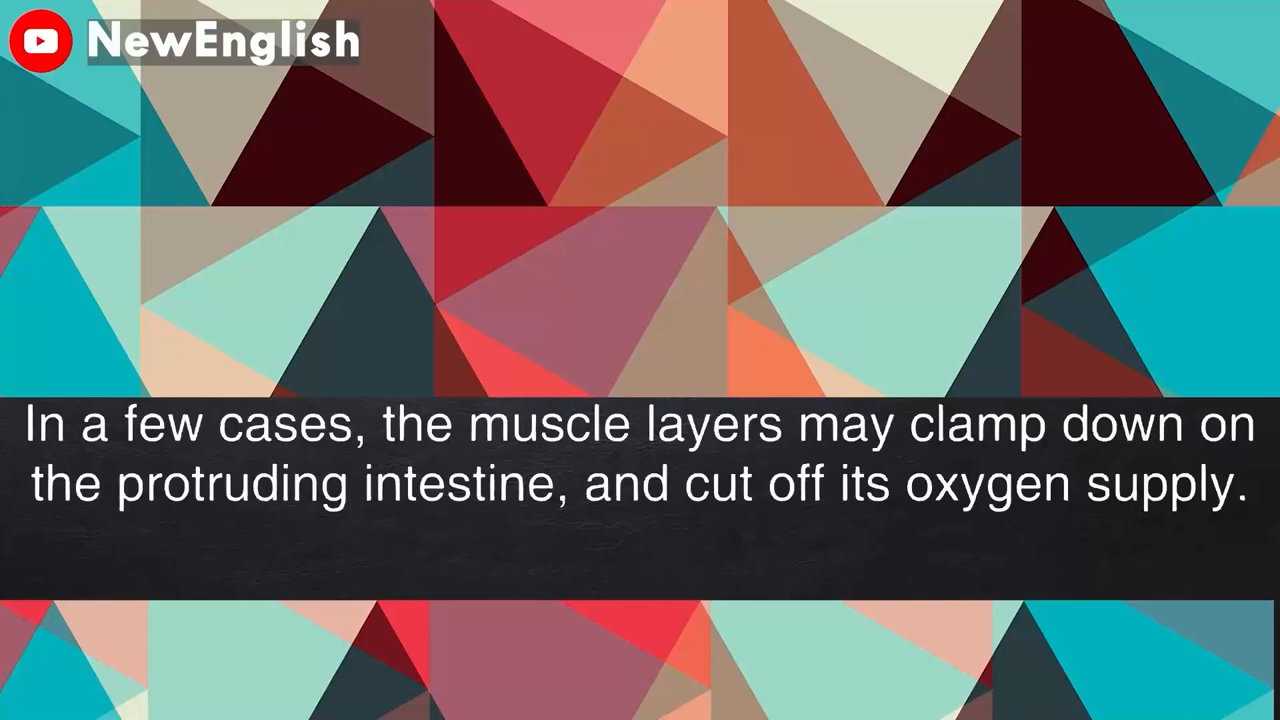 NewEnglish
In a few cases, the muscle layers may clamp down on
the protruding intestine, and cut off its oxygen supply.